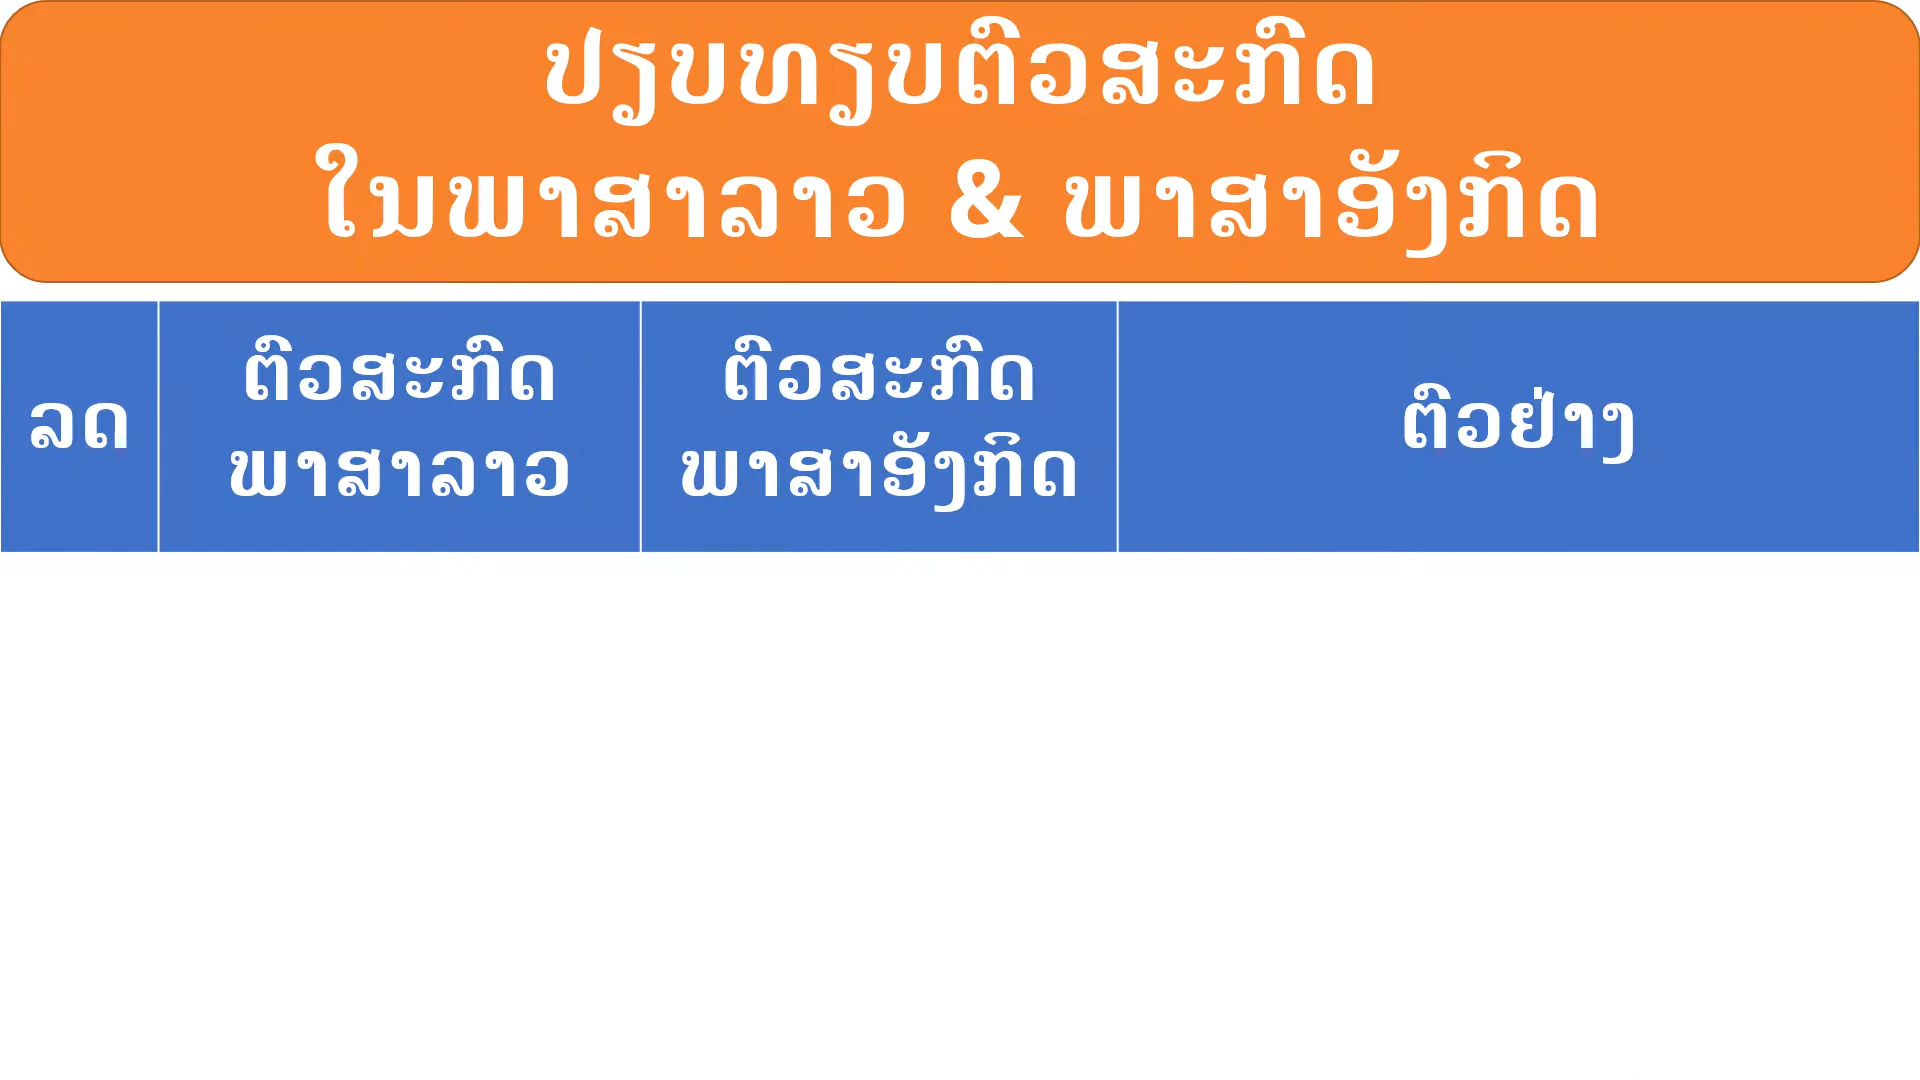 ປຽບທຽບຕົວສະກົດ
ໃນພາສາລາວ & ພາສາອັງກິດ
ລດ
ຕົວສະກົດ
ພາສາລາວ
ຕົວສະກົດ
ພາສາອັງກິດ
ຕົວຢ່າງ